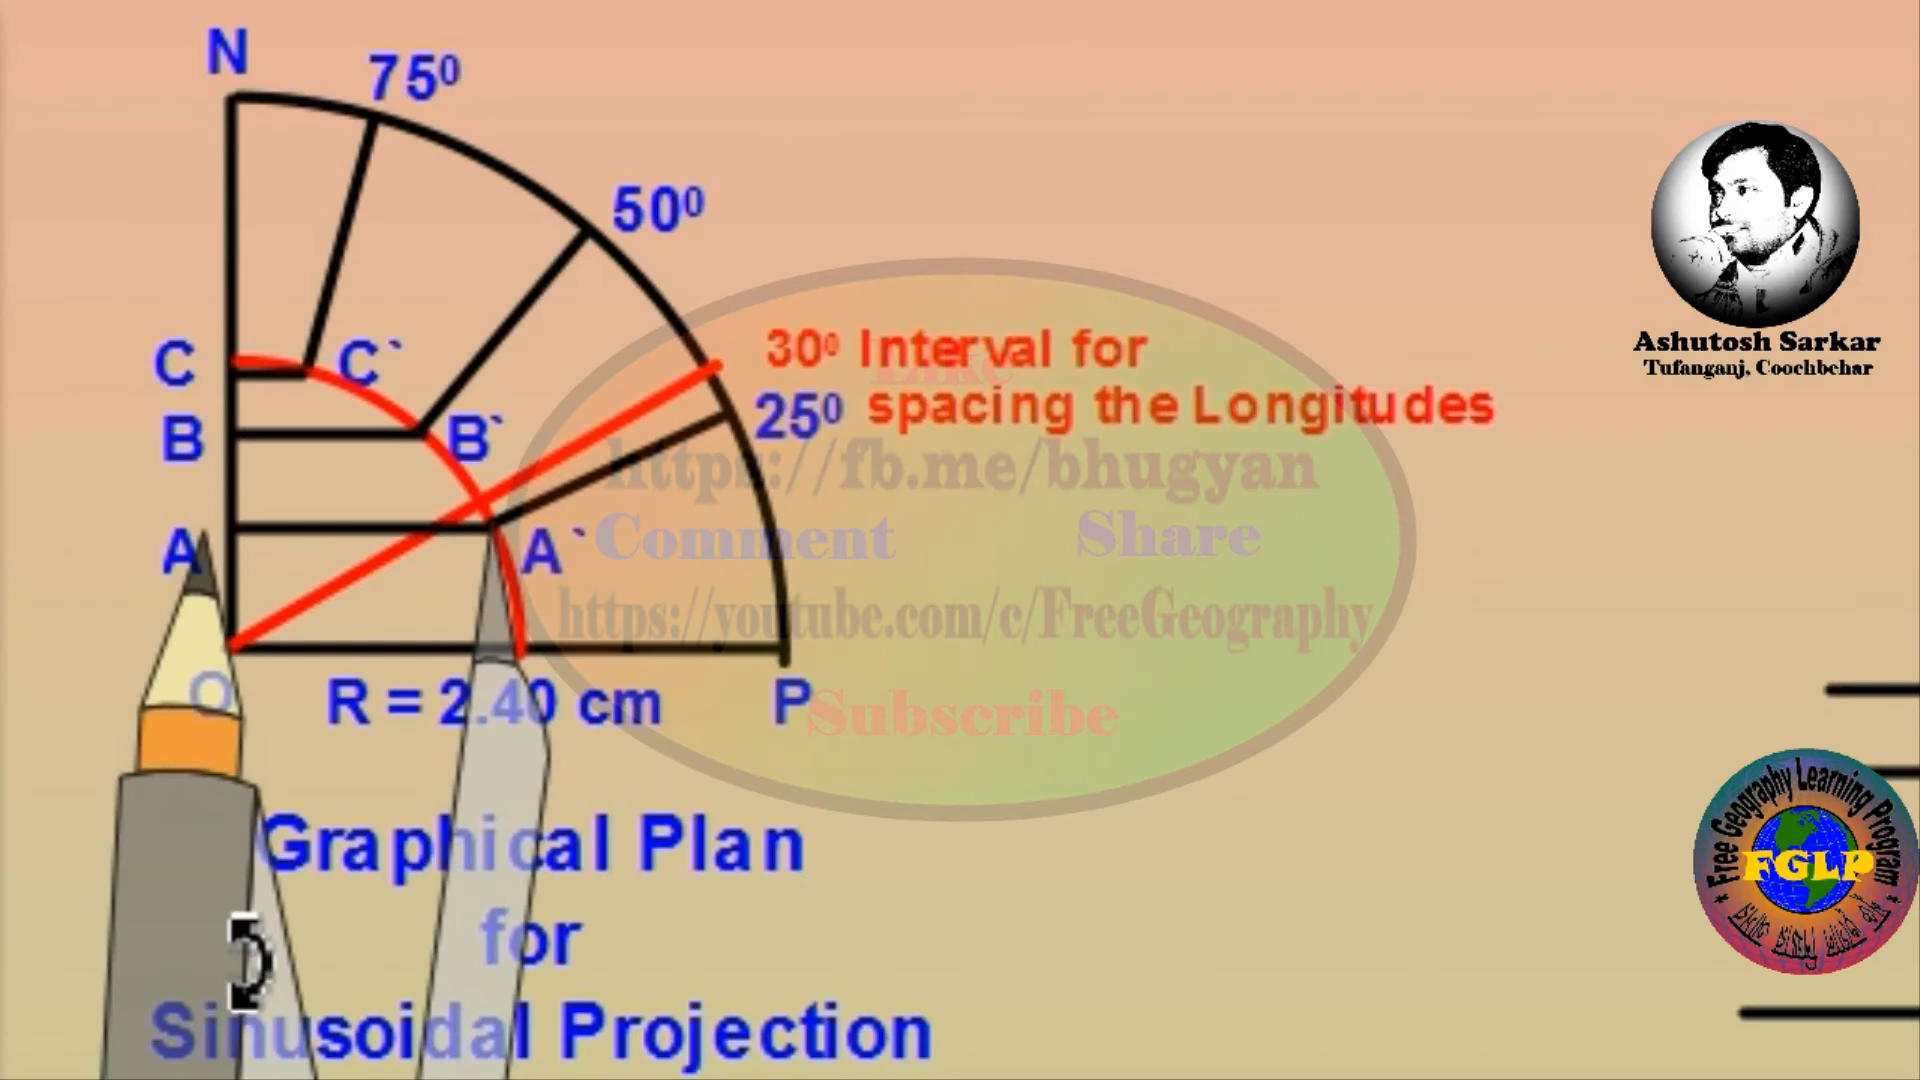 N
75⁰
50⁰
30⁰ Interval for
spacing the Longitudes
25⁰
C
C`
B
B`
A
A`
O
R = 2.40 cm
P
Graphical Plan
for
Sinusoidal Projection
Like
https://fb.me/bhugyan
Comment
Share
https://youtube.com/c/FreeGeography
Subscribe
Ashutosh Sarkar
Tufanganj, Coochbehar
Free Geography Learning Program
FGLP